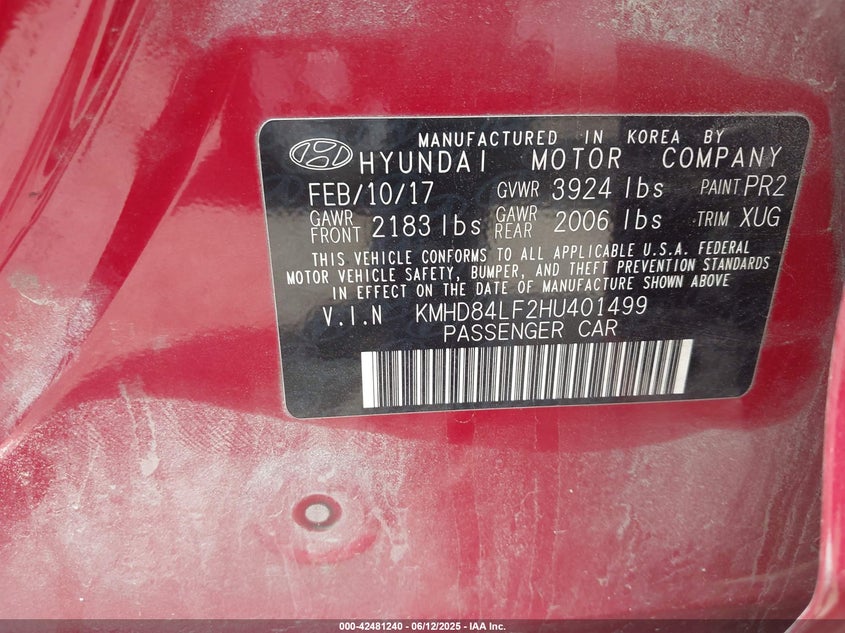 MANUFACTURED IN KOREA BY
HYUNDAI MOTOR COMPANY
FEB/10/17 GVWR 3924 lbs PAINT PR2
GAWR FRONT 2183 lbs GAWR REAR 2006 lbs TRIM XUG
THIS VEHICLE CONFORMS TO ALL APPLICABLE U.S.A. FEDERAL
MOTOR VEHICLE SAFETY, BUMPER, AND THEFT PREVENTION STANDARDS
IN EFFECT ON THE DATE OF MANUFACTURE SHOWN ABOVE
V.I.N KMHD84LF2HU401499
PASSENGER CAR
000-42481240 - 06/12/2025 - IAA Inc.